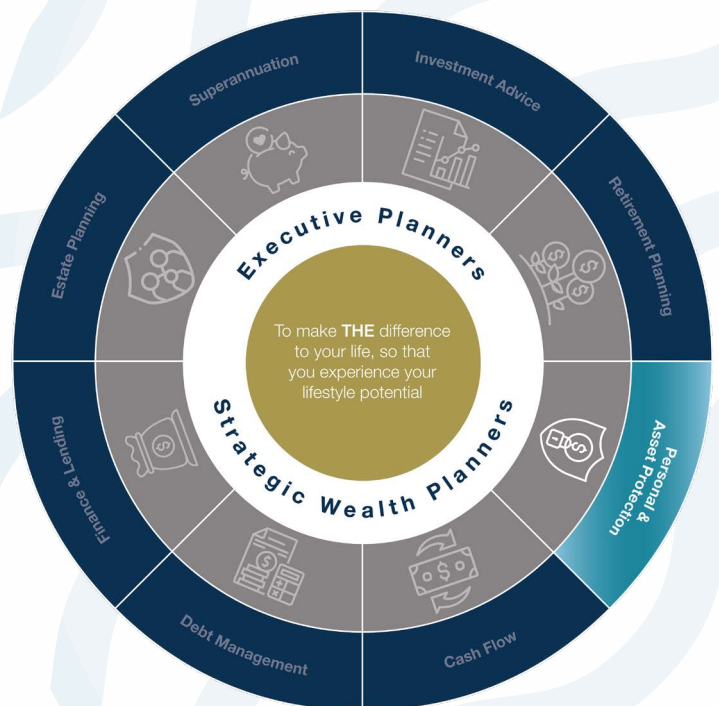 Superannuation
Investment Advice
Retirement Planning
Personal &
Asset Protection
Cash Flow
Debt Management
Finance & Lending
Estate Planning
Executive Planners
To make THE difference
to your life, so that
you experience your
lifestyle potential
Strategic Wealth Planners